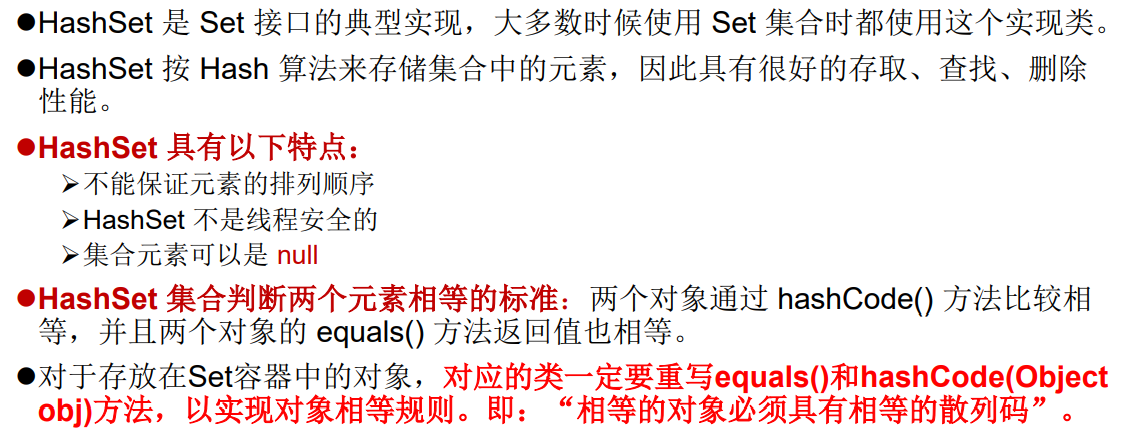 ●HashSet 是 Set 接口的典型实现，大多数时候使用 Set 集合时都使用这个实现类。
●HashSet 按 Hash 算法来存储集合中的元素，因此具有很好的存取、查找、删除
性能。
●HashSet 具有以下特点：
➢不能保证元素的排列顺序
➢HashSet 不是线程安全的
➢集合元素可以是 null
●HashSet 集合判断两个元素相等的标准：两个对象通过 hashCode() 方法比较相
等，并且两个对象的 equals() 方法返回值也相等。
●对于存放在Set容器中的对象，对应的类一定要重写equals()和hashCode(Object
obj)方法，以实现对象相等规则。即：“相等的对象必须具有相等的散列码”。